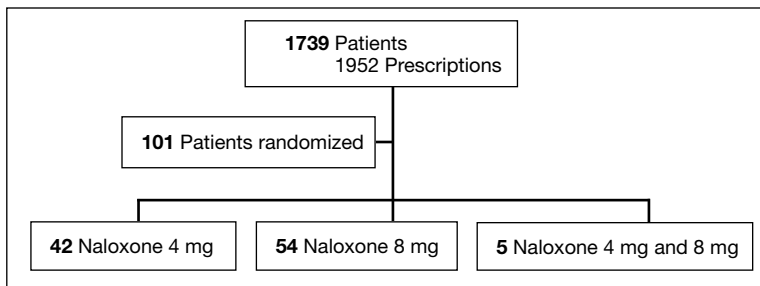 1739 Patients
1952 Prescriptions
101 Patients randomized
42 Naloxone 4 mg
54 Naloxone 8 mg
5 Naloxone 4 mg and 8 mg